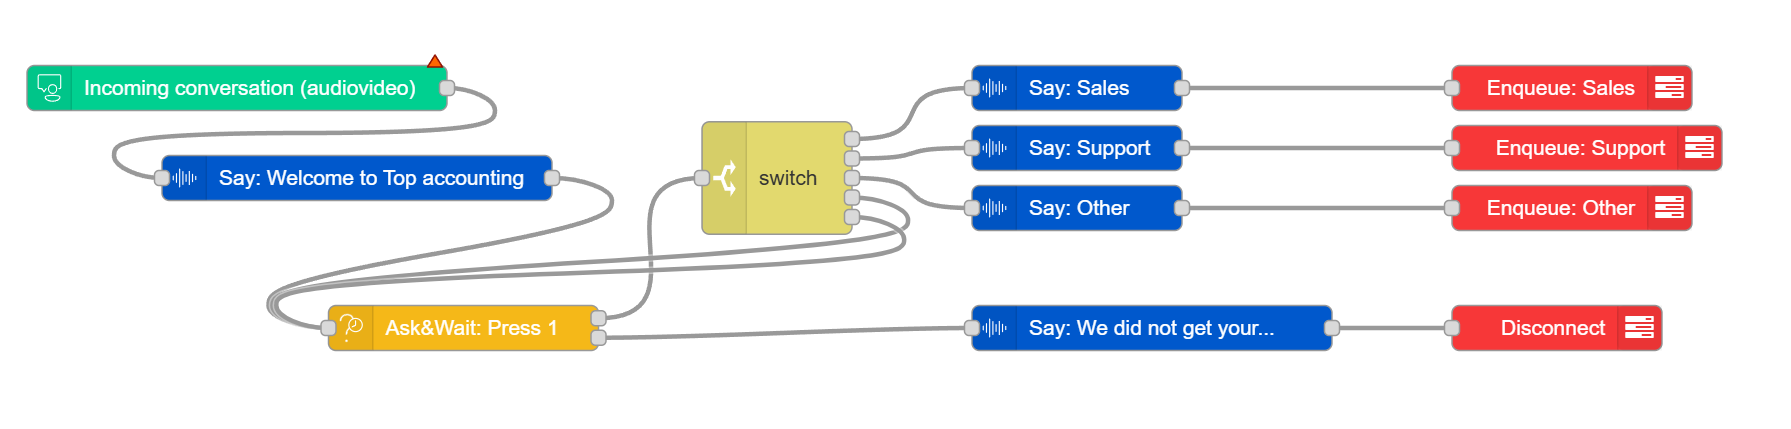 Incoming conversation (audiovideo)
Say: Welcome to Top accounting
Ask&Wait: Press 1
switch
Say: Sales
Enqueue: Sales
Say: Support
Enqueue: Support
Say: Other
Enqueue: Other
Say: We did not get your...
Disconnect